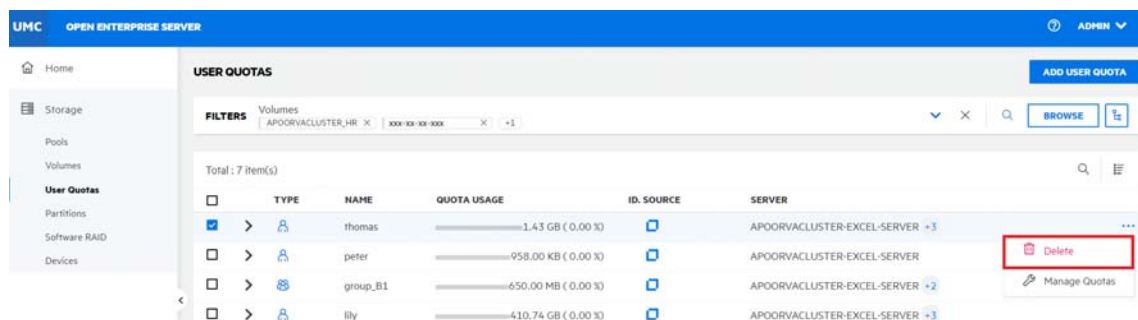 UMC OPEN ENTERPRISE SERVER ADMIN
Home
USER QUOTAS ADD USER QUOTA
Storage
FILTERS Volumes
APOORVACLUSTER_HR × xxx-xx-xx-xxx × +1 BROWSE
Pools
Volumes
Total : 7 item(s)
User Quotas
TYPE NAME QUOTA USAGE ID. SOURCE SERVER
Partitions
thomas 1.43 GB ( 0.00 %) APOORVACLUSTER-EXCEL-SERVER +3 ...
Software RAID
Delete
Devices
peter 958.00 KB ( 0.00 %) APOORVACLUSTER-EXCEL-SERVER
Manage Quotas
group_B1 650.00 MB ( 0.00 %) APOORVACLUSTER-EXCEL-SERVER +2
lily 410.74 GB ( 0.00 %) APOORVACLUSTER-EXCEL-SERVER +3